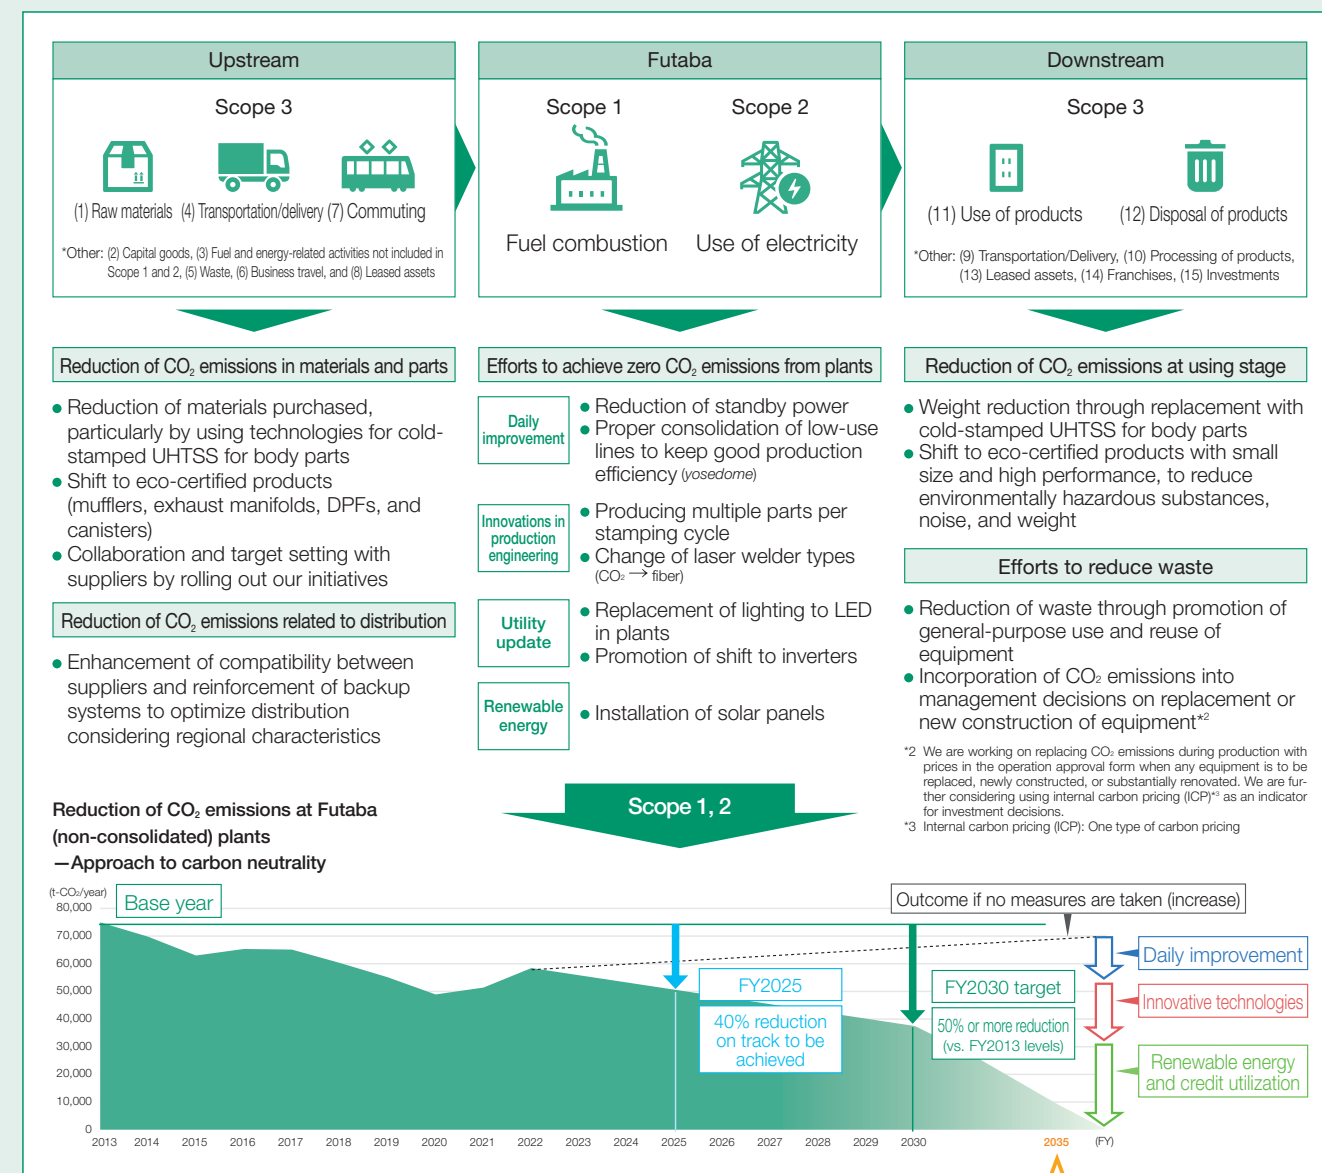 Upstream
Scope 3
(1) Raw materials
(4) Transportation/delivery
(7) Commuting
*Other: (2) Capital goods, (3) Fuel and energy-related activities not included in
Scope 1 and 2, (5) Waste, (6) Business travel, and (8) Leased assets
Futaba
Scope 1
Fuel combustion
Scope 2
Use of electricity
Downstream
Scope 3
(11) Use of products
(12) Disposal of products
*Other: (9) Transportation/Delivery, (10) Processing of products,
(13) Leased assets, (14) Franchises, (15) Investments
Reduction of CO₂ emissions in materials and parts
● Reduction of materials purchased,
particularly by using technologies for cold-
stamped UHTSS for body parts
● Shift to eco-certified products
(mufflers, exhaust manifolds, DPFs, and
canisters)
● Collaboration and target setting with
suppliers by rolling out our initiatives
Reduction of CO₂ emissions related to distribution
● Enhancement of compatibility between
suppliers and reinforcement of backup
systems to optimize distribution
considering regional characteristics
Efforts to achieve zero CO₂ emissions from plants
Daily
improvement
● Reduction of standby power
● Proper consolidation of low-use
lines to keep good production
efficiency (yosedome)
Innovations in
production
engineering
● Producing multiple parts per
stamping cycle
● Change of laser welder types
(CO₂ → fiber)
Utility
update
● Replacement of lighting to LED
in plants
● Promotion of shift to inverters
Renewable
energy
● Installation of solar panels
Reduction of CO₂ emissions at using stage
● Weight reduction through replacement with
cold-stamped UHTSS for body parts
● Shift to eco-certified products with small
size and high performance, to reduce
environmentally hazardous substances,
noise, and weight
Efforts to reduce waste
● Reduction of waste through promotion of
general-purpose use and reuse of
equipment
● Incorporation of CO₂ emissions into
management decisions on replacement or
new construction of equipment*2
*2 We are working on replacing CO₂ emissions during production with
prices in the operation approval form when any equipment is to be
replaced, newly constructed, or substantially renovated. We are fur-
ther considering using internal carbon pricing (ICP)*3 as an indicator
for investment decisions.
*3 Internal carbon pricing (ICP): One type of carbon pricing
Scope 1, 2
Reduction of CO₂ emissions at Futaba
(non-consolidated) plants
—Approach to carbon neutrality
(t-CO₂/year)
80,000
70,000
60,000
50,000
40,000
30,000
20,000
10,000
0
Base year
Outcome if no measures are taken (increase)
FY2025
40% reduction
on track to be
achieved
FY2030 target
50% or more reduction
(vs. FY2013 levels)
Daily improvement
Innovative technologies
Renewable energy
and credit utilization
2013 2014 2015 2016 2017 2018 2019 2020 2021 2022 2023 2024 2025 2026 2027 2028 2029 2030 2035 (FY)